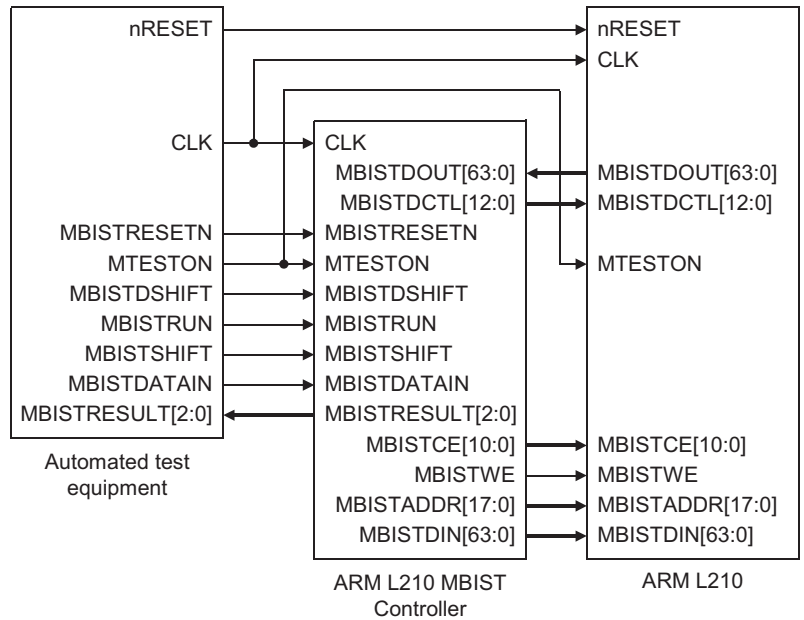 nRESET
CLK
MBISTRESETN
MTESTON
MBISTDSHIFT
MBISTRUN
MBISTSHIFT
MBISTDATAIN
MBISTRESULT[2:0]
Automated test
equipment
CLK
MBISTDOUT[63:0]
MBISTDCTL[12:0]
MBISTRESETN
MTESTON
MBISTDSHIFT
MBISTRUN
MBISTSHIFT
MBISTDATAIN
MBISTRESULT[2:0]
MBISTCE[10:0]
MBISTWE
MBISTADDR[17:0]
MBISTDIN[63:0]
ARM L210 MBIST
Controller
nRESET
CLK
MBISTDOUT[63:0]
MBISTDCTL[12:0]
MTESTON
MBISTCE[10:0]
MBISTWE
MBISTADDR[17:0]
MBISTDIN[63:0]
ARM L210